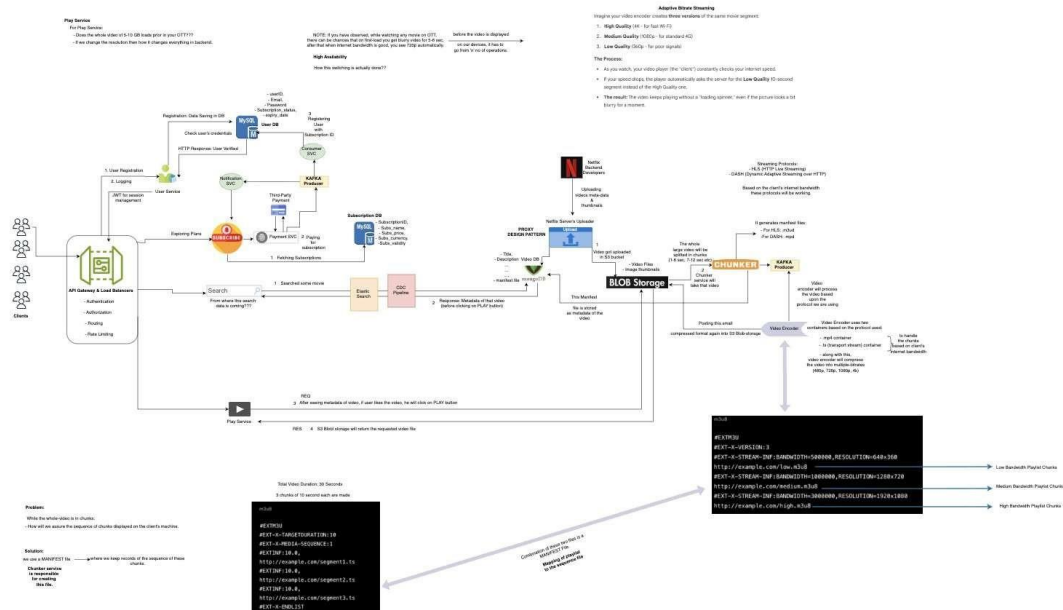 Play Service
For Play Service:
- Does the whole video of 5-10 GB loads prior in your OTT???
- If we change the resolution then how it changes everything in backend.
NOTE: If you have observed, while watching any movie on OTT,
there can be chances that on first-load you get blurry video for 5-6 sec,
after that when internet bandwidth is good, you see 720p automatically.
High Availability
How this switching is actually done??
before the video is displayed
on our devices, it has to
go from 'n' no of operations.
Adaptive Bitrate Streaming
Imagine your video encoder creates three versions of the same movie segment:
1. High Quality (4K - for fast Wi-Fi)
2. Medium Quality (1080p - for standard 4G)
3. Low Quality (360p - for poor signals)
The Process:
• As you watch, your video player (the "client") constantly checks your internet speed.
• If your speed drops, the player automatically asks the server for the Low Quality 10-second
segment instead of the High Quality one.
• The result: The video keeps playing without a "loading spinner," even if the picture looks a bit
blurry for a moment.
- userID
- Email,
- Password
- Subscription_status,
- expiry_date
MySQL
User DB
Registration: Data Saving in DB
Check user's credentials
HTTP Response: User Verified
3
Registering
User
with
Subscription ID
Consumer
SVC
1. User Registration
2. Logging
User Service
JWT for session
management
Notification
SVC
KAFKA
Producer
Third-Party
Payment
Exploring Plans
SUBSCRIBE
Payment SVC
2 Paying
for
subscription
Subscription DB
MySQL
- SubscriptionID,
- Subs_name,
- Subs_price,
- Subs_currency,
- Subs_validity
1 Fetching Subscriptions
Clients
API Gateway & Load Balancers
- Authentication
- Authorization
- Routing
- Rate Limiting
Search
From where this search
data is coming???
1 Searched some movie
Elastic
Search
CDC
Pipeline
2 Response: Metadata of that video
(before clicking on PLAY button)
N
Netflix
Backend
Developers
Uploading
videos meta-data
&
thumbnails
Netflix Server's Uploader
Upload
PROXY
DESIGN PATTERN
- Title,
- Description
- manifest file
Video DB
mongoDB
1
Video got uploaded
in S3 bucket
- Video Files
- Image thumbnails
BLOB Storage
This Manifest
file is stored
as metadata of the
video
The whole
large video will be
splitted in chunks
2
Chunker
service will
take that video
CHUNKER
It generates manifest files
- For HLS: .m3u8
- For DASH: .mpd
KAFKA
Producer
Streaming Protocols-
- HLS (HTTP Live Streaming)
- DASH (Dynamic Adaptive Streaming over HTTP)
Based on the client's internet bandwidth
these protocols will be working.
Video
encoder will process
the video based
upon the
protocol we are using
Video Encoder
Posting this small
compressed format again into S3 Blob storage
Video Encoder uses two
containers based on the protocol used:
- .mp4 container
- .ts (transport stream) container
- along with this,
video encoder will compress
the video into multiple-bitrates
(480p, 720p, 1080p, 4k)
to handle
the chunks
based on client's
internet bandwidth
REQ
3 After seeing metadata of video, if user likes the video, he will click on PLAY button
Play Service
RES 4 S3 Blob storage will return the requested video file
m3u8
#EXTM3U
#EXT-X-VERSION:3
#EXT-X-STREAM-INF:BANDWIDTH=500000,RESOLUTION=640x360
http://example.com/low.m3u8
#EXT-X-STREAM-INF:BANDWIDTH=1000000,RESOLUTION=1280x720
http://example.com/medium.m3u8
#EXT-X-STREAM-INF:BANDWIDTH=3000000,RESOLUTION=1920x1080
http://example.com/high.m3u8
Low Bandwidth Playlist Chunks
Medium Bandwidth Playlist Chunks
High Bandwidth Playlist Chunks
Total Video Duration: 30 Seconds
3 chunks of 10 second each are made
m3u8
#EXTM3U
#EXT-X-TARGETDURATION:10
#EXT-X-MEDIA-SEQUENCE:1
#EXTINF:10.0,
http://example.com/segment1.ts
#EXTINF:10.0,
http://example.com/segment2.ts
#EXTINF:10.0,
http://example.com/segment3.ts
#EXT-X-ENDLIST
Combination of these two files is a
MANIFEST File.
Mapping of playlist
to the sequence file
Problem:
- While the whole video is in chunks:
- How will we assure the sequence of chunks displayed on the client's machine.
Solution:
we use a MANIFEST file
where we keep records of the sequence of these
chunks.
Chunker service
is responsible
for creating
this file.